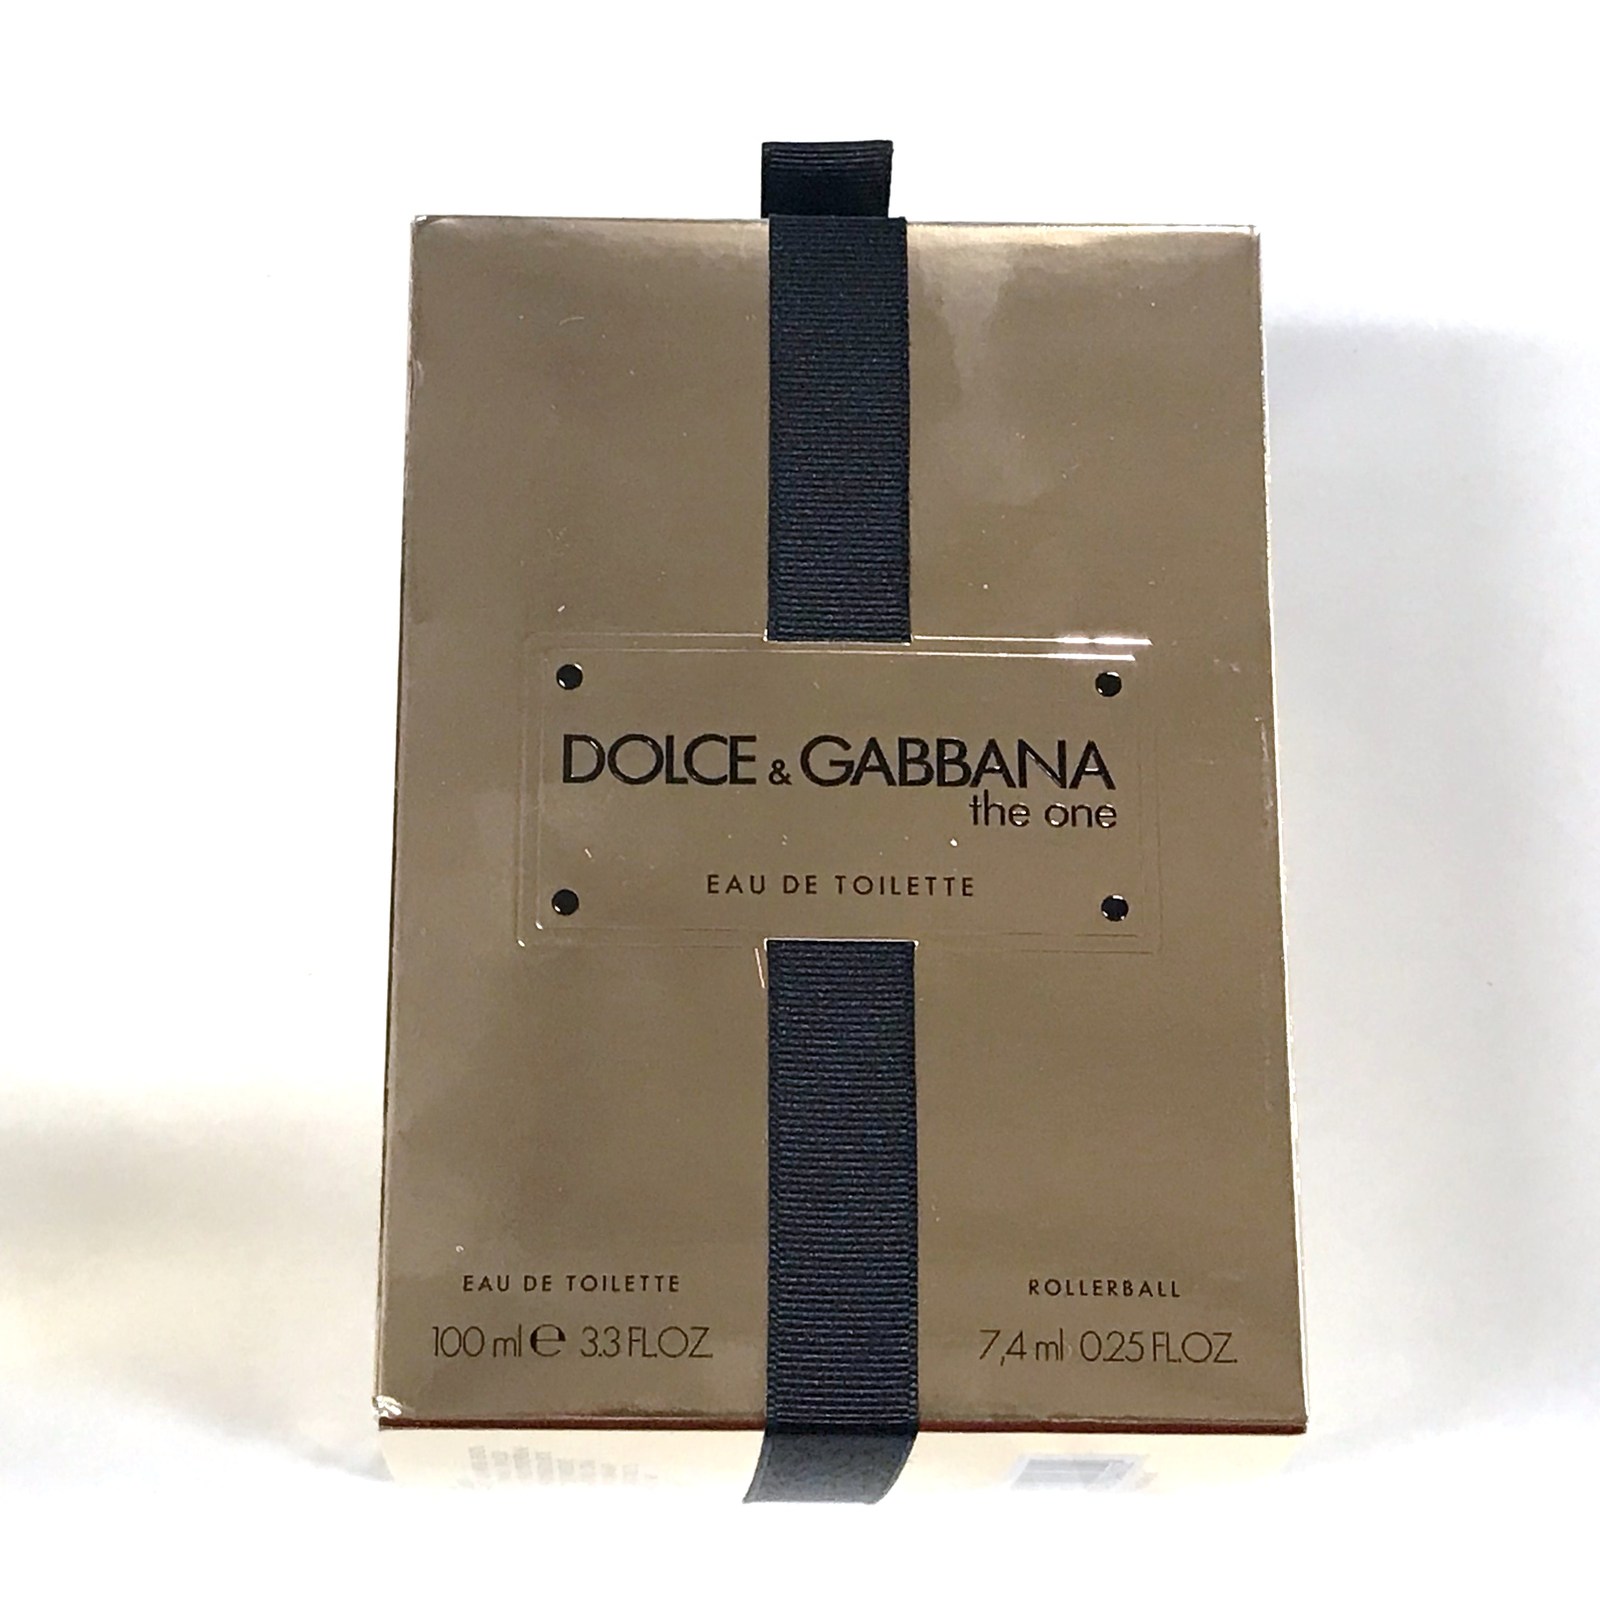 DOLCE & GABBANA
the one
EAU DE TOILETTE
EAU DE TOILETTE
100 ml ℮ 3.3 FL.OZ.
ROLLERBALL
7,4 ml 0.25 FL.OZ.